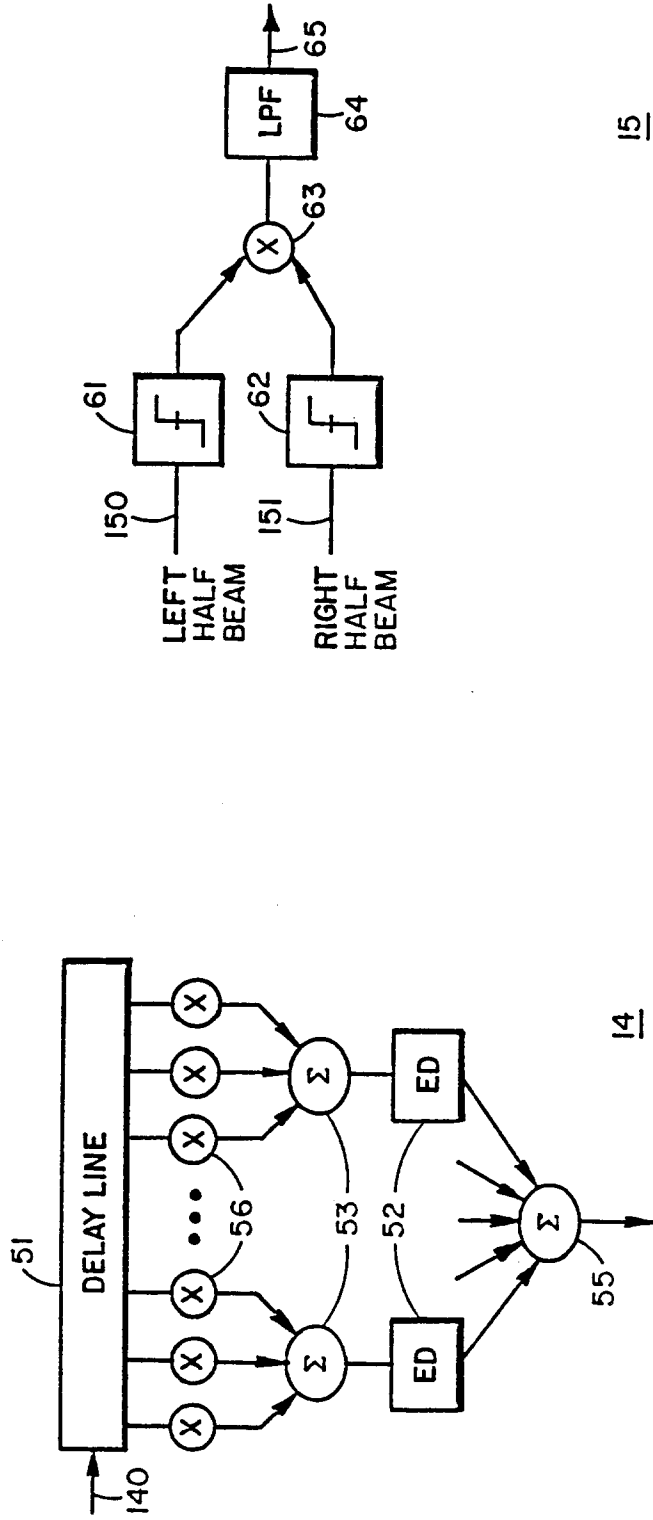 51
DELAY LINE
140
X X X ••• X X X
56
Σ Σ
53
ED ED
52
Σ
55
14
150
61
LEFT
HALF
BEAM
151
62
RIGHT
HALF
BEAM
X
63
LPF
64
65
15